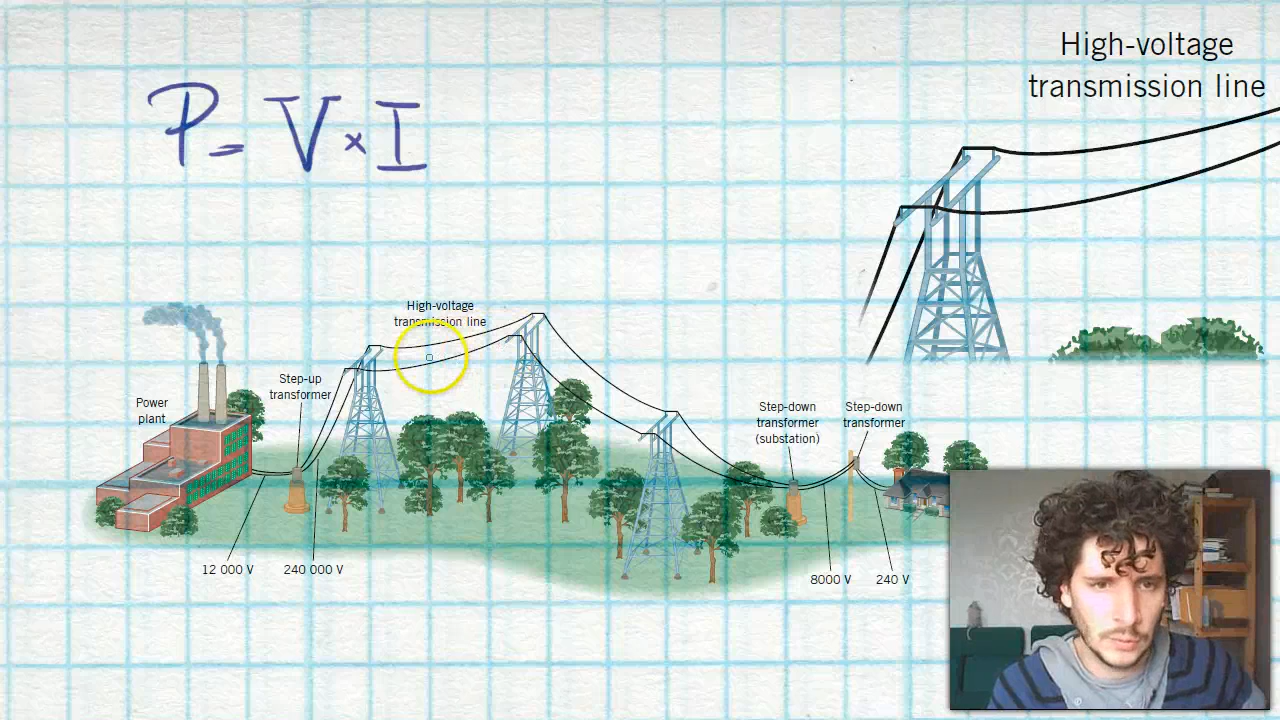 P = V × I
High-voltage
transmission line
High-voltage
transmission line
Step-up
transformer
Power
plant
Step-down
transformer
(substation)
Step-down
transformer
12 000 V
240 000 V
8000 V
240 V